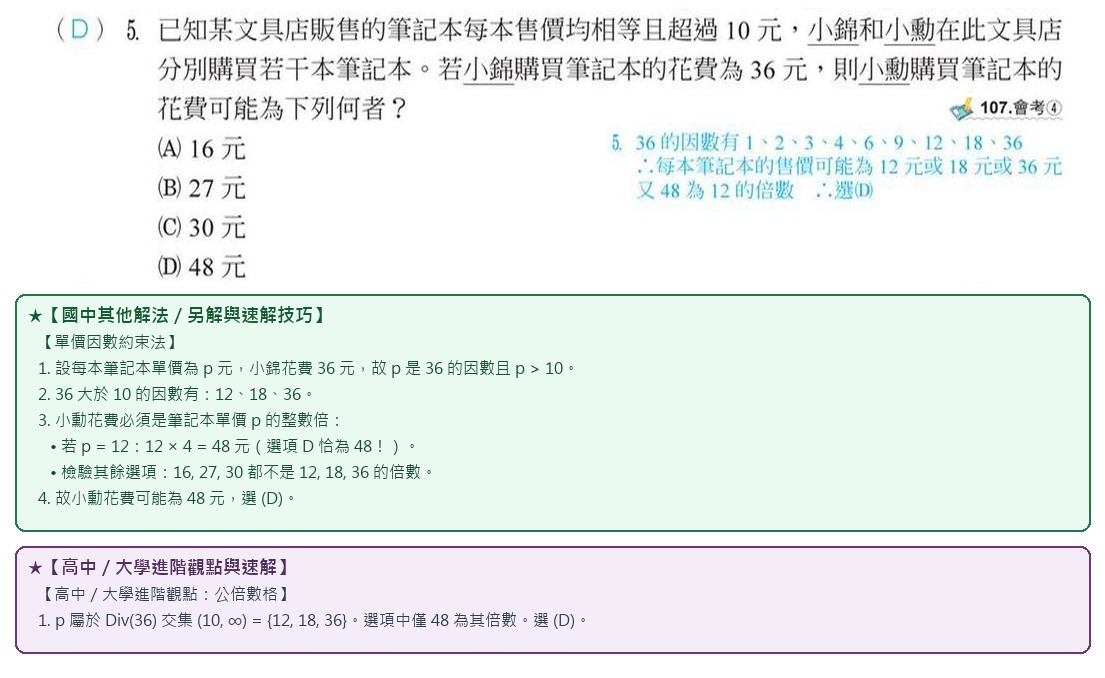 （D）5. 已知某文具店販售的筆記本每本售價均相等且超過 10 元，小錦和小勳在此文具店
分別購買若干本筆記本。若小錦購買筆記本的花費為 36 元，則小勳購買筆記本的
花費可能為下列何者？
107.會考④
(A) 16 元
(B) 27 元
(C) 30 元
(D) 48 元
5. 36 的因數有 1、2、3、4、6、9、12、18、36
∴每本筆記本的售價可能為 12 元或 18 元或 36 元
又 48 為 12 的倍數　∴選(D)
★【國中其他解法 / 另解與速解技巧】
【單價因數約束法】
1. 設每本筆記本單價為 p 元，小錦花費 36 元，故 p 是 36 的因數且 p > 10。
2. 36 大於 10 的因數有：12、18、36。
3. 小勳花費必須是筆記本單價 p 的整數倍：
• 若 p = 12：12 × 4 = 48 元（選項 D 恰為 48！）。
• 檢驗其餘選項：16, 27, 30 都不是 12, 18, 36 的倍數。
4. 故小勳花費可能為 48 元，選 (D)。
★【高中 / 大學進階觀點與速解】
【高中 / 大學進階觀點：公倍數格】
1. p 屬於 Div(36) 交集 (10, ∞) = {12, 18, 36}。選項中僅 48 為其倍數。選 (D)。